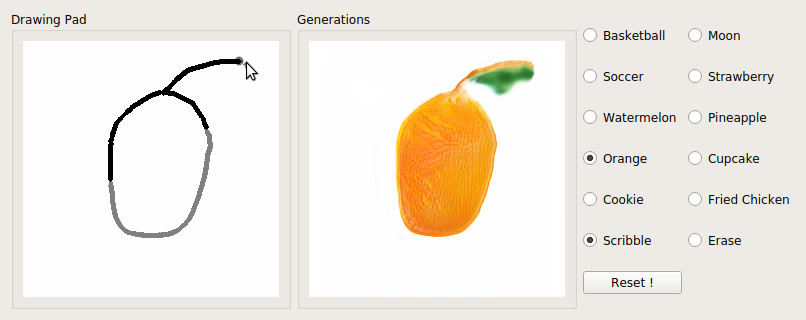 Drawing Pad
Generations
Basketball
Moon
Soccer
Strawberry
Watermelon
Pineapple
Orange
Cupcake
Cookie
Fried Chicken
Scribble
Erase
Reset !